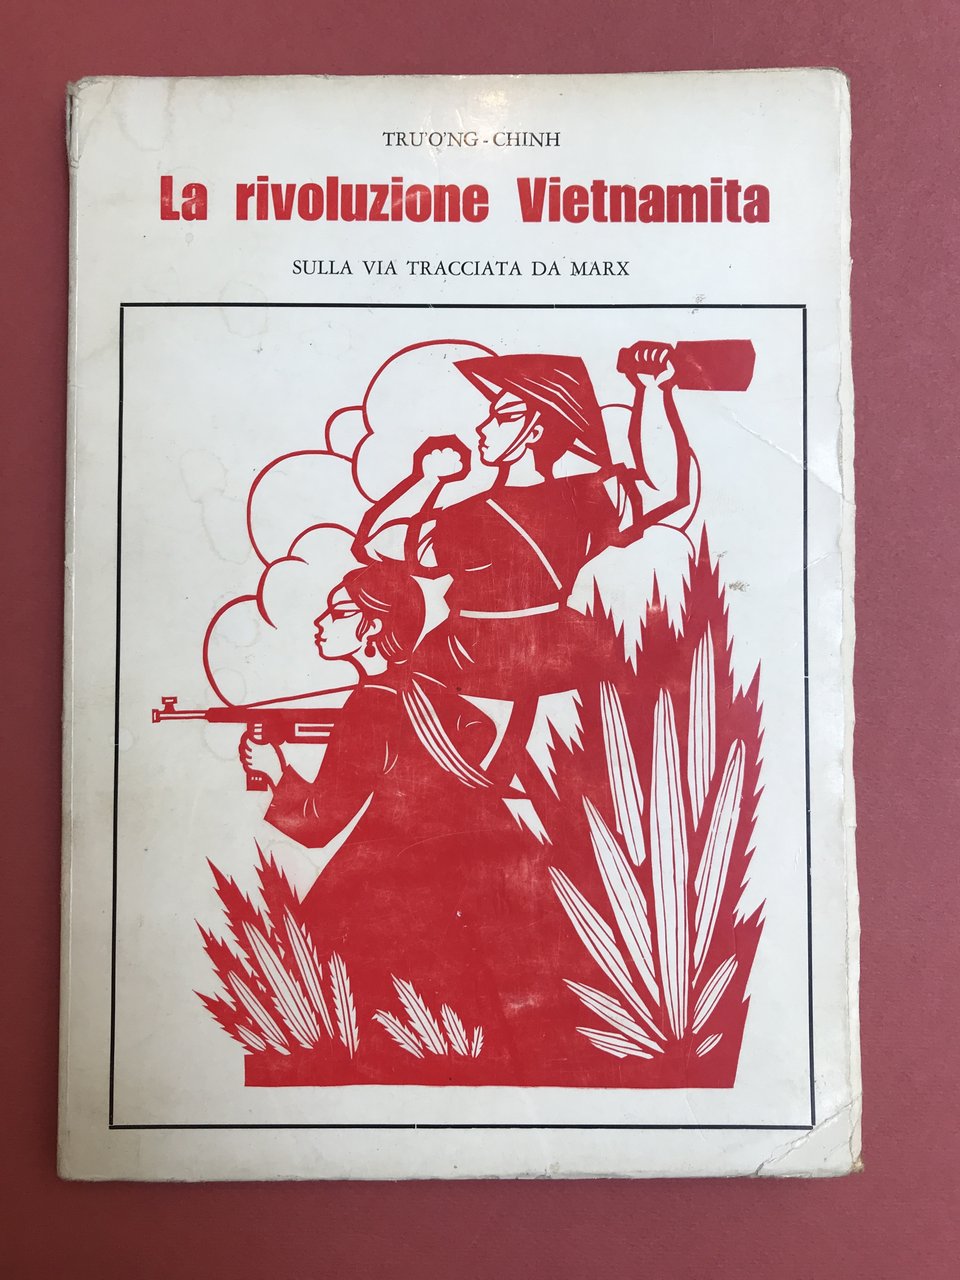 TRU'O'NG-CHINH
La rivoluzione Vietnamita
SULLA VIA TRACCIATA DA MARX